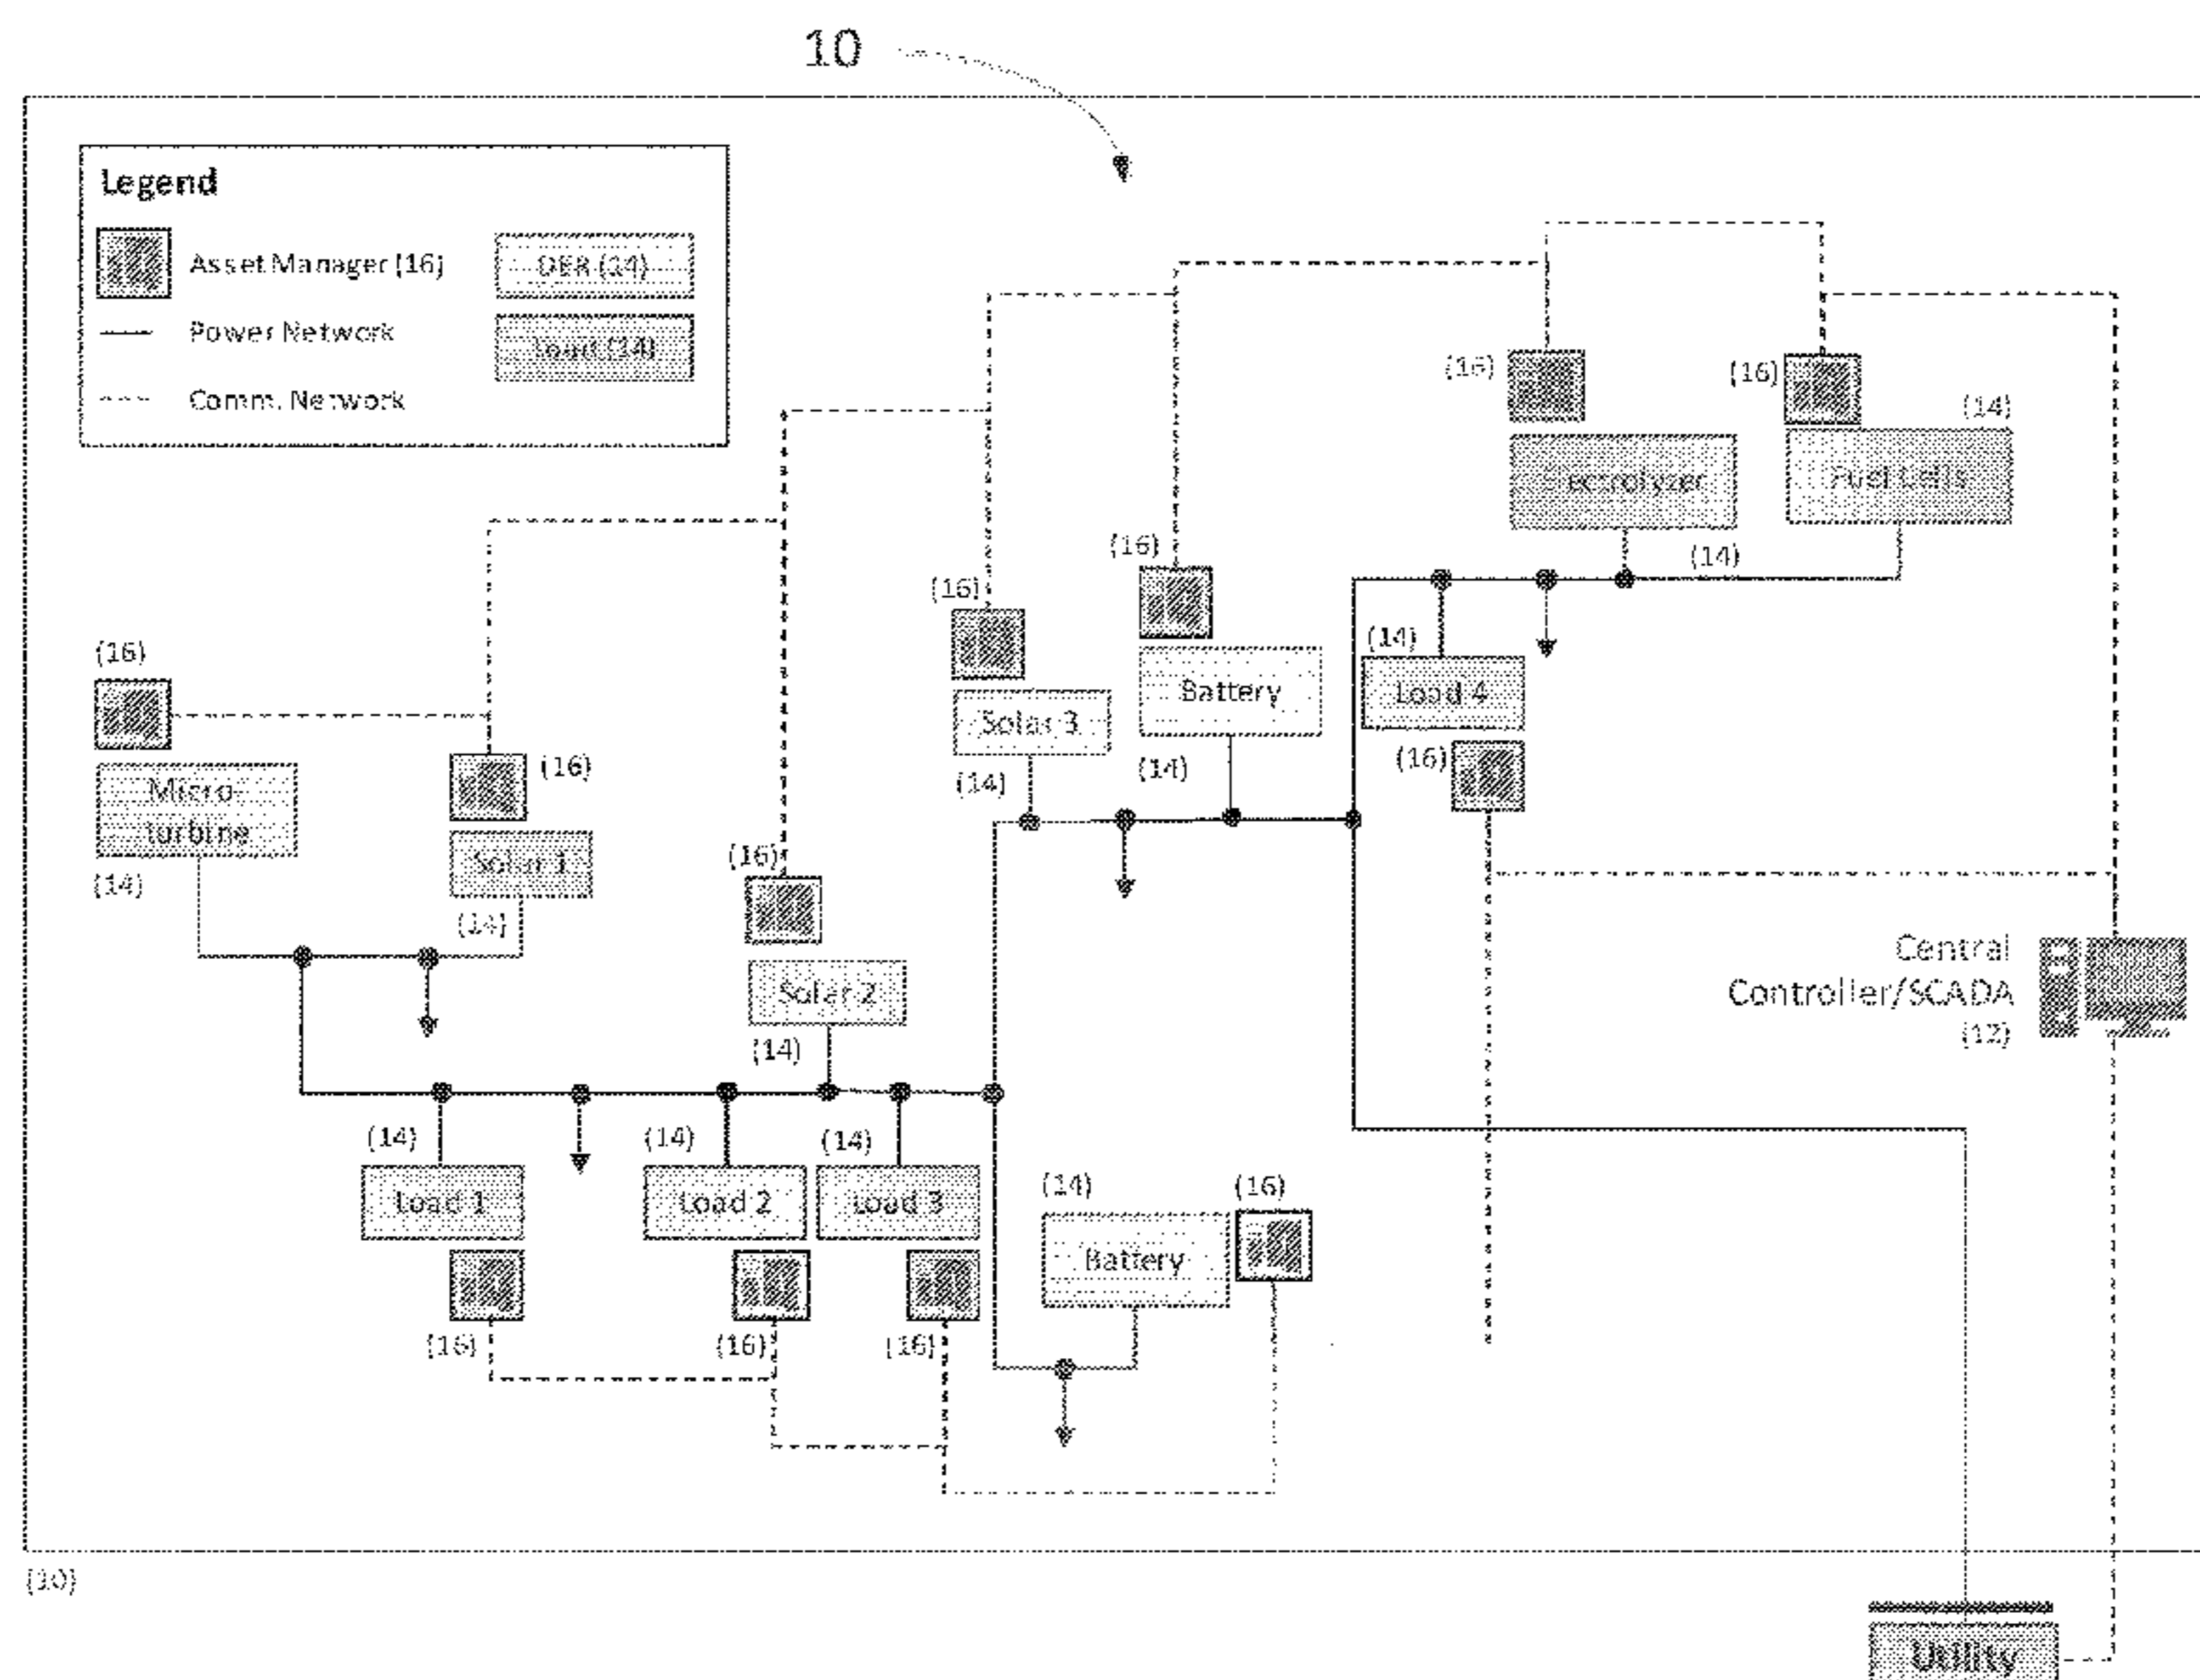 10
Legend
Asset Manager (16)
DER (14)
Power Network
Load (14)
Comm. Network
(16)
(16)
(14)
Electrolyzer
Fuel Cells
(16)
(14)
(16)
(16)
(14)
Battery
Load 4
Solar 3
(16)
(16)
(14)
(14)
Micro-
turbine
(16)
Solar 1
(14)
(14)
Central
Controller/SCADA
(12)
Solar 2
(14)
(14)
(14)
(14)
(14)
(16)
Load 1
Load 2
Load 3
Battery
(16)
(16)
(16)
(10)
Utility